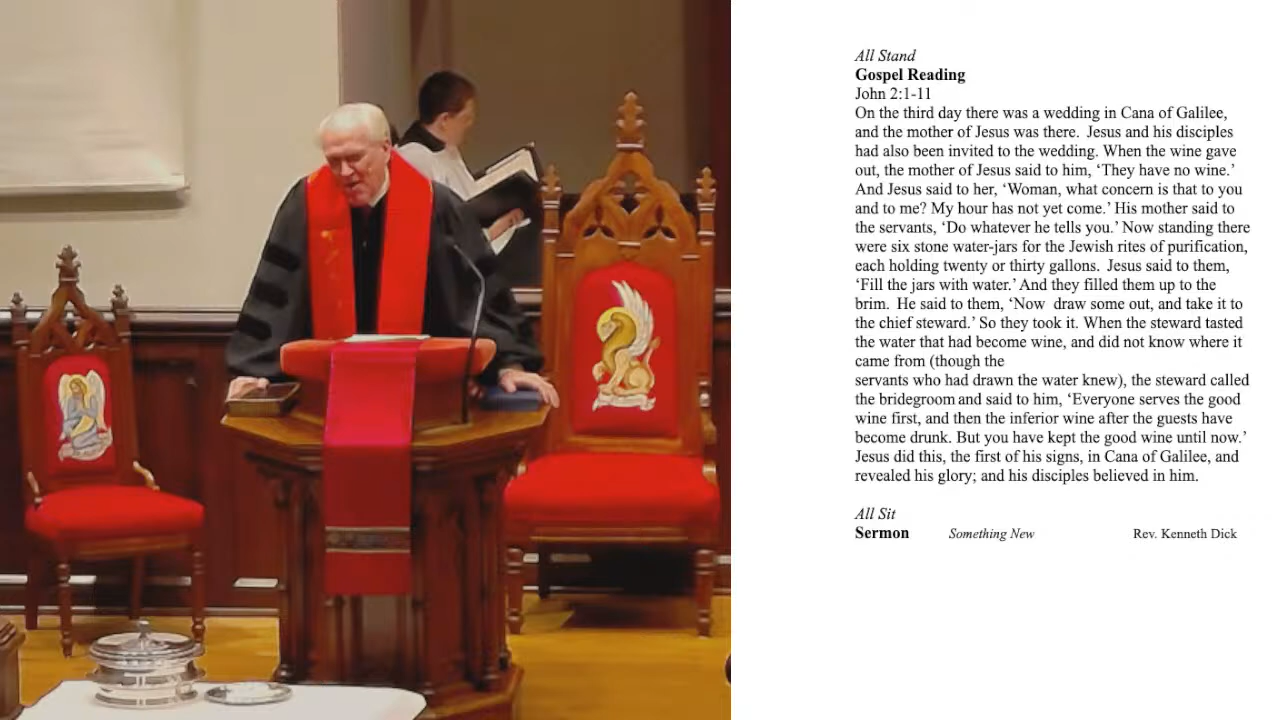 All Stand
Gospel Reading
John 2:1-11
On the third day there was a wedding in Cana of Galilee,
and the mother of Jesus was there.  Jesus and his disciples
had also been invited to the wedding. When the wine gave
out, the mother of Jesus said to him, ‘They have no wine.’
And Jesus said to her, ‘Woman, what concern is that to you
and to me? My hour has not yet come.’ His mother said to
the servants, ‘Do whatever he tells you.’ Now standing there
were six stone water-jars for the Jewish rites of purification,
each holding twenty or thirty gallons.  Jesus said to them,
‘Fill the jars with water.’ And they filled them up to the
brim.  He said to them, ‘Now  draw some out, and take it to
the chief steward.’ So they took it. When the steward tasted
the water that had become wine, and did not know where it
came from (though the
servants who had drawn the water knew), the steward called
the bridegroom and said to him, ‘Everyone serves the good
wine first, and then the inferior wine after the guests have
become drunk. But you have kept the good wine until now.’
Jesus did this, the first of his signs, in Cana of Galilee, and
revealed his glory; and his disciples believed in him.
All Sit
Sermon Something New Rev. Kenneth Dick